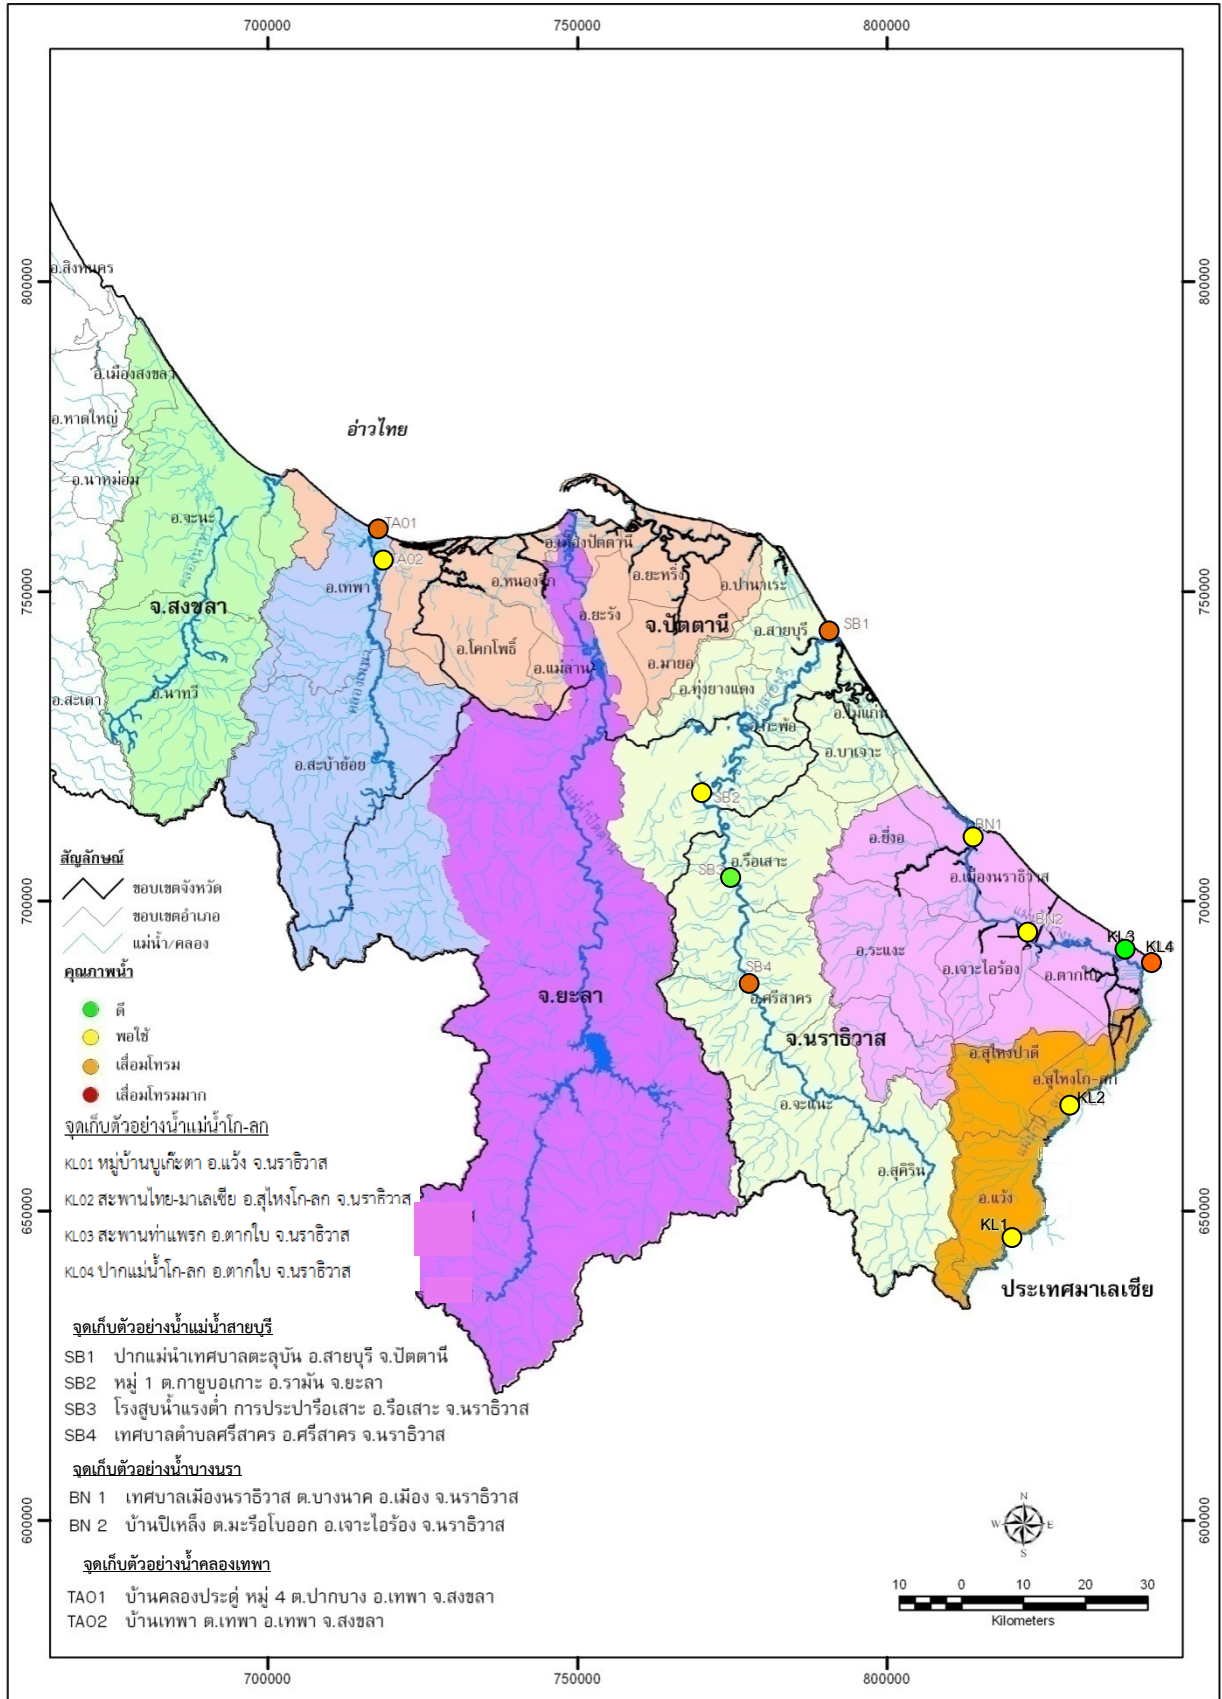 700000 750000 800000
800000 800000
อ.สิงหนคร
อ.เมืองสงขลา
อ.หาดใหญ่
อ่าวไทย
อ.นาหม่อม
อ.จะนะ
TA01
TA02
อ.เมืองปัตตานี
อ.หนองจิก
อ.ยะหริ่ง
อ.ปานาเระ
750000 750000
อ.เทพา
จ.สงขลา
อ.ยะรัง
จ.ปัตตานี
SB1
อ.สายบุรี
อ.โคกโพธิ์
อ.แม่ลาน
อ.มายอ
อ.ทุ่งยางแดง
อ.นาทวี
อ.สะเดา
คลองเทพา
อ.ไม้แก่น
อ.กะพ้อ
อ.บาเจาะ
อ.สะบ้าย้อย
SB2
แม่น้ำปัตตานี
BN1
อ.ยี่งอ
อ.รือเสาะ
SB3
อ.เมืองนราธิวาส
สัญลักษณ์
ขอบเขตจังหวัด
ขอบเขตอำเภอ
แม่น้ำ/คลอง
700000 700000
BN2
KL3
KL4
อ.ระแงะ
อ.เจาะไอร้อง
อ.ตากใบ
SB4
อ.ศรีสาคร
จ.ยะลา
จ.นราธิวาส
คุณภาพน้ำ
ดี
พอใช้
เสื่อมโทรม
เสื่อมโทรมมาก
อ.สุไหงปาดี
อ.สุไหงโก-ลก
KL2
อ.จะแนะ
อ.สุคิริน
อ.แว้ง
KL1
650000 650000
ประเทศมาเลเซีย
จุดเก็บตัวอย่างน้ำแม่น้ำโก-ลก
KL01 หมู่บ้านบูเก๊ะตา อ.แว้ง จ.นราธิวาส
KL02 สะพานไทย-มาเลเซีย อ.สุไหงโก-ลก จ.นราธิวาส
KL03 สะพานท่าแพรก อ.ตากใบ จ.นราธิวาส
KL04 ปากแม่น้ำโก-ลก อ.ตากใบ จ.นราธิวาส
จุดเก็บตัวอย่างน้ำแม่น้ำสายบุรี
SB1 ปากแม่นำเทศบาลตะลุบัน อ.สายบุรี จ.ปัตตานี
SB2 หมู่ 1 ต.กายูบอเกาะ อ.รามัน จ.ยะลา
SB3 โรงสูบน้ำแรงต่ำ การประปารือเสาะ อ.รือเสาะ จ.นราธิวาส
SB4 เทศบาลตำบลศรีสาคร อ.ศรีสาคร จ.นราธิวาส
จุดเก็บตัวอย่างน้ำบางนรา
BN 1 เทศบาลเมืองนราธิวาส ต.บางนาค อ.เมือง จ.นราธิวาส
BN 2 บ้านปิเหล็ง ต.มะรือโบออก อ.เจาะไอร้อง จ.นราธิวาส
จุดเก็บตัวอย่างน้ำคลองเทพา
TA01 บ้านคลองประดู่ หมู่ 4 ต.ปากบาง อ.เทพา จ.สงขลา
TA02 บ้านเทพา ต.เทพา อ.เทพา จ.สงขลา
600000 600000
N
W E
S
10 0 10 20 30
Kilometers
700000 750000 800000